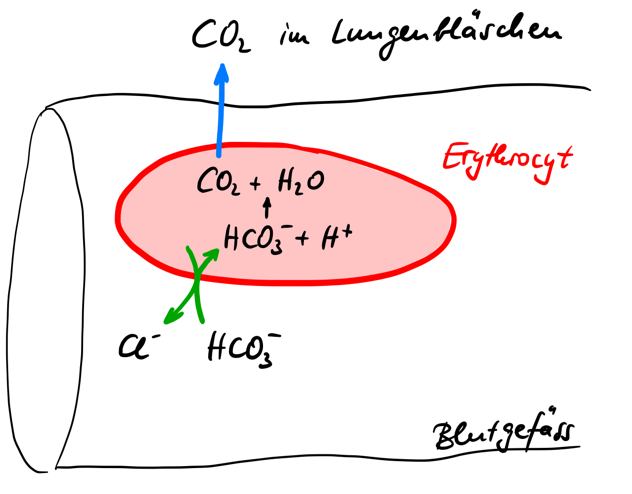 CO₂ im Lungenbläschen
Erythrocyt
CO₂ + H₂O
HCO₃⁻ + H⁺
Cl⁻ HCO₃⁻
Blutgefäss